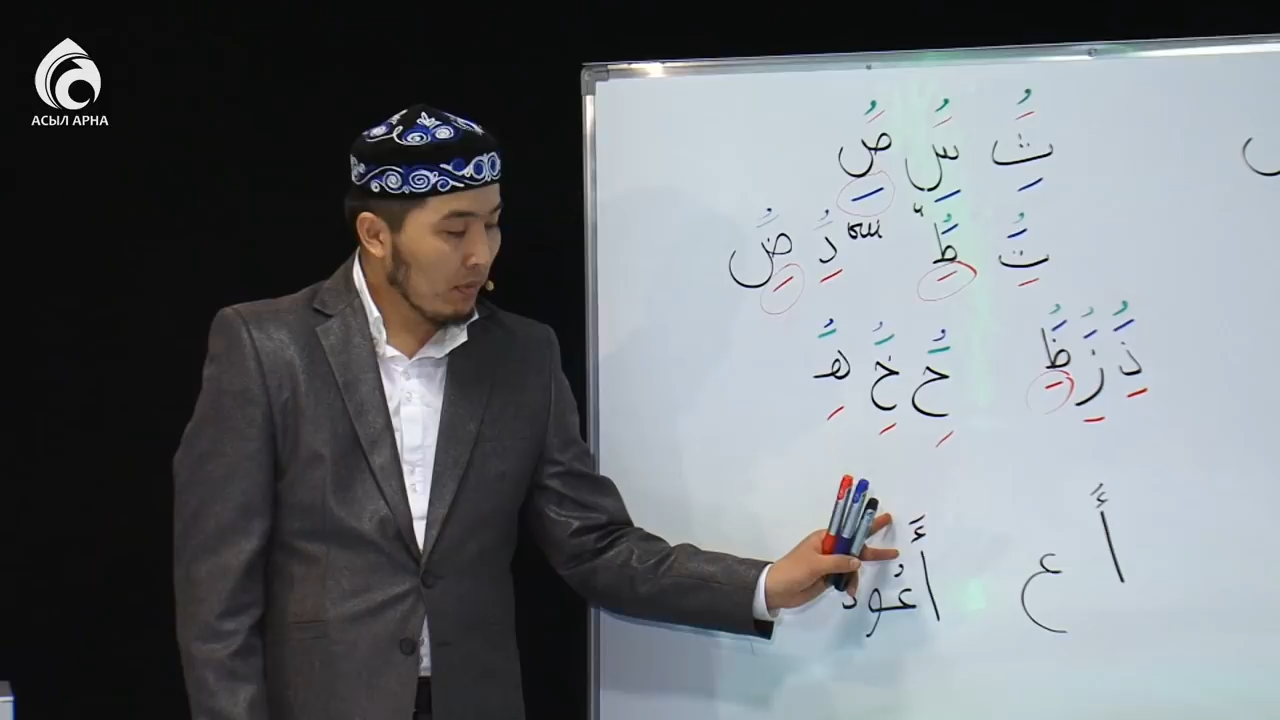 АСЫЛ АРНА
ث س ص
ت ط د ض
ذ ز ظ ح خ ه
أَ ع
أَعُوذ